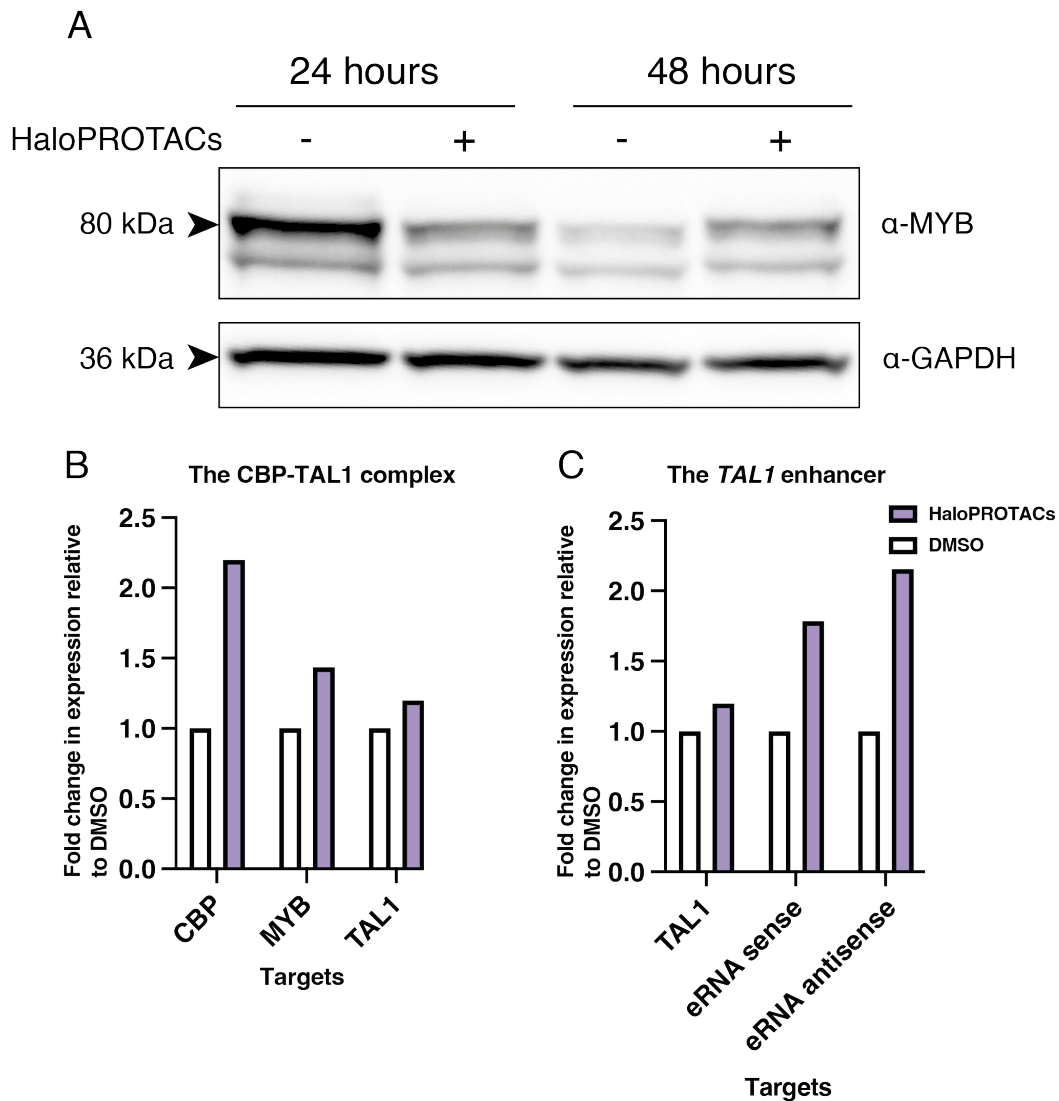 A
24 hours 48 hours
HaloPROTACs - + - +
80 kDa α-MYB
36 kDa α-GAPDH
B
The CBP-TAL1 complex
Fold change in expression relative
to DMSO
2.5
2.0
1.5
1.0
0.5
0.0
CBP
MYB
TAL1
Targets
C
The TAL1 enhancer
HaloPROTACs
DMSO
Fold change in expression relative
to DMSO
2.5
2.0
1.5
1.0
0.5
0.0
TAL1
eRNA sense
eRNA antisense
Targets